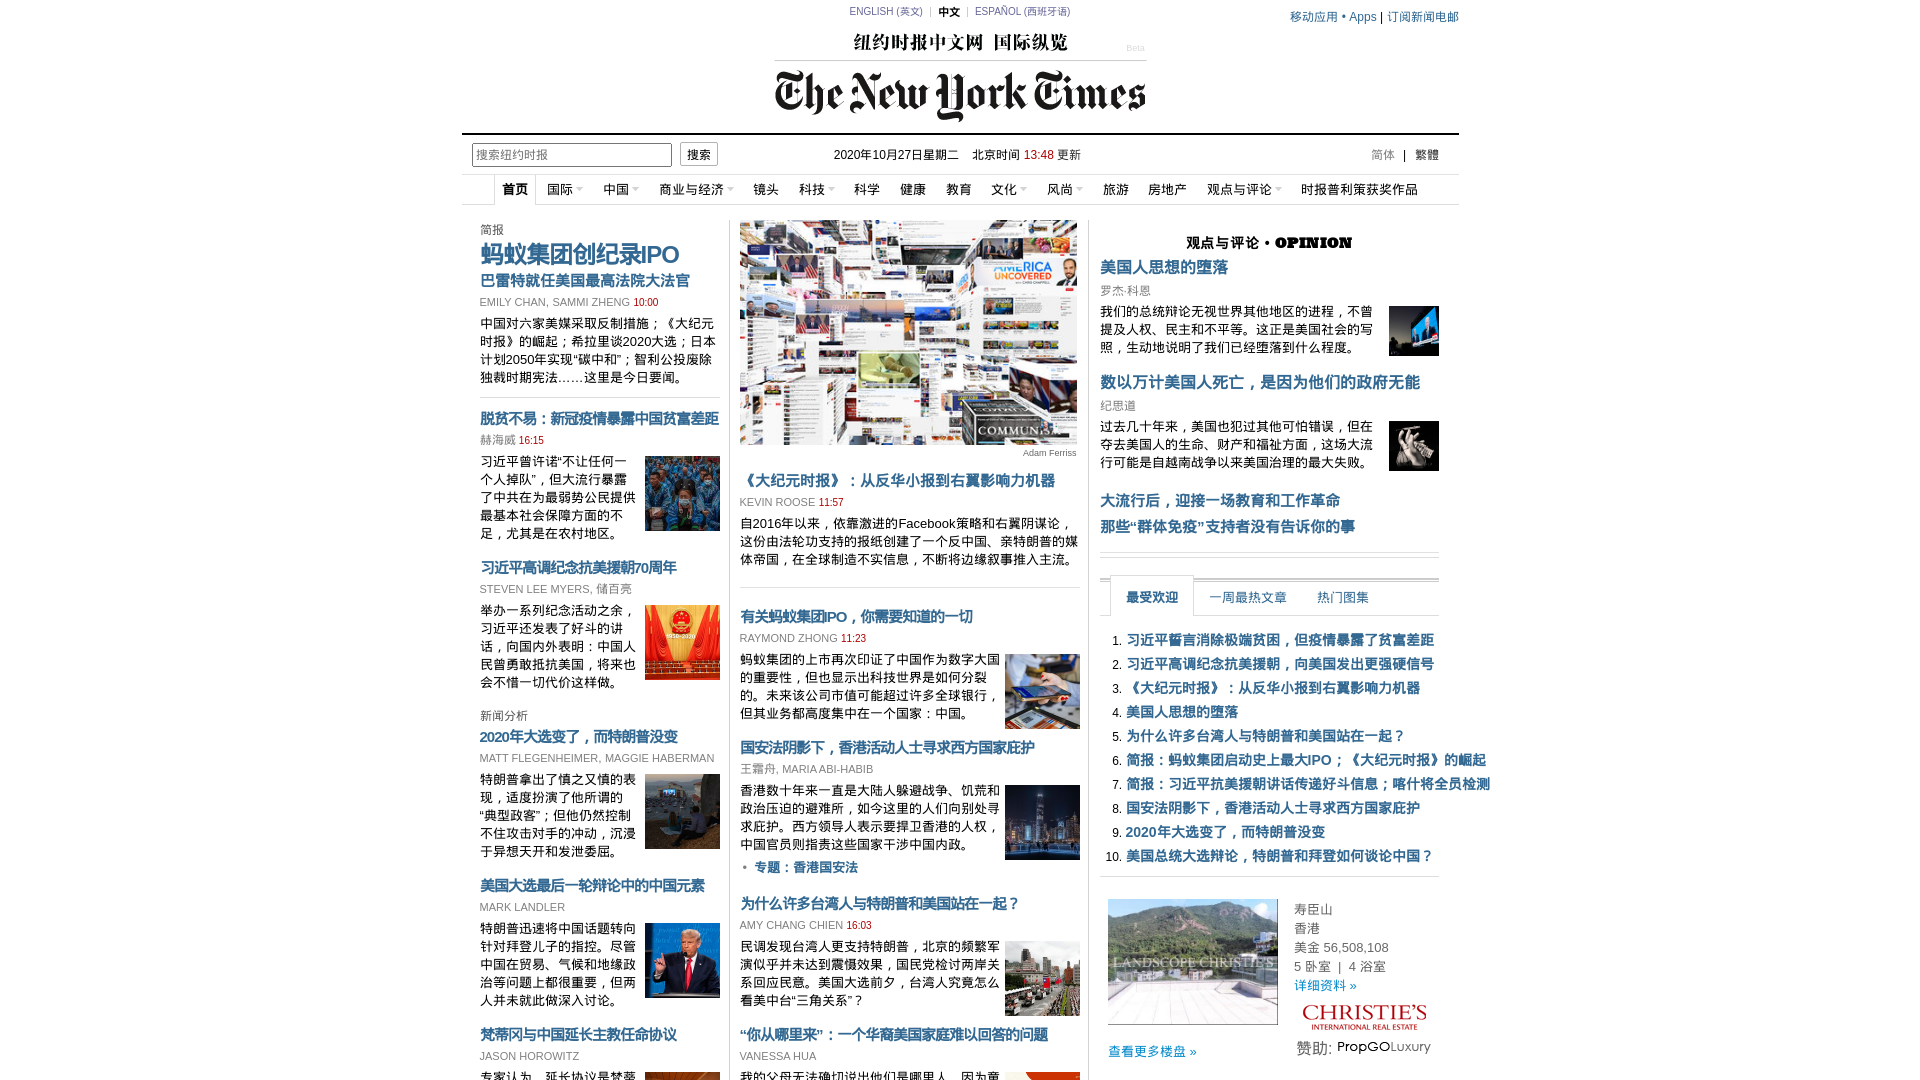 ENGLISH (英文)
中文
ESPAÑOL (西班牙语)
移动应用 • Apps | 订阅新闻电邮
纽约时报中文网 国际纵览
Beta
The New York Times
搜索纽约时报
搜索
2020年10月27日星期二 北京时间 13:48 更新
简体 | 繁體
首页 国际 中国 商业与经济 镜头 科技 科学 健康 教育 文化 风尚 旅游 房地产 观点与评论 时报普利策获奖作品
简报
蚂蚁集团创纪录IPO
巴雷特就任美国最高法院大法官
EMILY CHAN, SAMMI ZHENG 10:00
中国对六家美媒采取反制措施；《大纪元
时报》的崛起；希拉里谈2020大选；日本
计划2050年实现“碳中和”；智利公投废除
独裁时期宪法……这里是今日要闻。
脱贫不易：新冠疫情暴露中国贫富差距
赫海威 16:15
习近平曾许诺“不让任何一
个人掉队”，但大流行暴露
了中共在为最弱势公民提供
最基本社会保障方面的不
足，尤其是在农村地区。
习近平高调纪念抗美援朝70周年
STEVEN LEE MYERS, 储百亮
举办一系列纪念活动之余，
习近平还发表了好斗的讲
话，向国内外表明：中国人
民曾勇敢抵抗美国，将来也
会不惜一切代价这样做。
新闻分析
2020年大选变了，而特朗普没变
MATT FLEGENHEIMER, MAGGIE HABERMAN
特朗普拿出了慎之又慎的表
现，适度扮演了他所谓的
“典型政客”；但他仍然控制
不住攻击对手的冲动，沉浸
于异想天开和发泄委屈。
美国大选最后一轮辩论中的中国元素
MARK LANDLER
特朗普迅速将中国话题转向
针对拜登儿子的指控。尽管
中国在贸易、气候和地缘政
治等问题上都很重要，但两
人并未就此做深入讨论。
梵蒂冈与中国延长主教任命协议
JASON HOROWITZ
专家认为，延长协议是梵蒂
AMERICA
UNCOVERED
COMMUNISM
Adam Ferriss
《大纪元时报》：从反华小报到右翼影响力机器
KEVIN ROOSE 11:57
自2016年以来，依靠激进的Facebook策略和右翼阴谋论，
这份由法轮功支持的报纸创建了一个反中国、亲特朗普的媒
体帝国，在全球制造不实信息，不断将边缘叙事推入主流。
有关蚂蚁集团IPO，你需要知道的一切
RAYMOND ZHONG 11:23
蚂蚁集团的上市再次印证了中国作为数字大国
的重要性，但也显示出科技世界是如何分裂
的。未来该公司市值可能超过许多全球银行，
但其业务都高度集中在一个国家：中国。
国安法阴影下，香港活动人士寻求西方国家庇护
王霜舟, MARIA ABI-HABIB
香港数十年来一直是大陆人躲避战争、饥荒和
政治压迫的避难所，如今这里的人们向别处寻
求庇护。西方领导人表示要捍卫香港的人权，
中国官员则指责这些国家干涉中国内政。
• 专题：香港国安法
为什么许多台湾人与特朗普和美国站在一起？
AMY CHANG CHIEN 16:03
民调发现台湾人更支持特朗普，北京的频繁军
演似乎并未达到震慑效果，国民党检讨两岸关
系回应民意。美国大选前夕，台湾人究竟怎么
看美中台“三角关系”？
“你从哪里来”：一个华裔美国家庭难以回答的问题
VANESSA HUA
我的父母无法确切说出他们是哪里人，因为童
观点与评论 • OPINION
美国人思想的堕落
罗杰·科恩
我们的总统辩论无视世界其他地区的进程，不曾
提及人权、民主和不平等。这正是美国社会的写
照，生动地说明了我们已经堕落到什么程度。
数以万计美国人死亡，是因为他们的政府无能
纪思道
过去几十年来，美国也犯过其他可怕错误，但在
夺去美国人的生命、财产和福祉方面，这场大流
行可能是自越南战争以来美国治理的最大失败。
大流行后，迎接一场教育和工作革命
那些“群体免疫”支持者没有告诉你的事
最受欢迎 一周最热文章 热门图集
1. 习近平誓言消除极端贫困，但疫情暴露了贫富差距
2. 习近平高调纪念抗美援朝，向美国发出更强硬信号
3. 《大纪元时报》：从反华小报到右翼影响力机器
4. 美国人思想的堕落
5. 为什么许多台湾人与特朗普和美国站在一起？
6. 简报：蚂蚁集团启动史上最大IPO；《大纪元时报》的崛起
7. 简报：习近平抗美援朝讲话传递好斗信息；喀什将全员检测
8. 国安法阴影下，香港活动人士寻求西方国家庇护
9. 2020年大选变了，而特朗普没变
10. 美国总统大选辩论，特朗普和拜登如何谈论中国？
LANDSCOPE CHRISTIE'S
寿臣山
香港
美金 56,508,108
5 卧室 | 4 浴室
详细资料 »
CHRISTIE'S
INTERNATIONAL REAL ESTATE
查看更多楼盘 »
赞助: PropGOLuxury